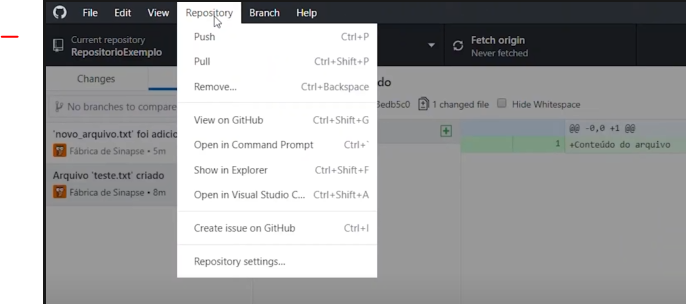 File Edit View Repository Branch Help
Current repository
RepositorioExemplo
Fetch origin
Never fetched
Push Ctrl+P
Pull Ctrl+Shift+P
Remove... Ctrl+Backspace
View on GitHub Ctrl+Shift+G
Open in Command Prompt Ctrl+`
Show in Explorer Ctrl+Shift+F
Open in Visual Studio C... Ctrl+Shift+A
Create issue on GitHub Ctrl+I
Repository settings...
Changes
No branches to compare
'novo_arquivo.txt' foi adicio
Fábrica de Sinapse • 5m
Arquivo 'teste.txt' criado
Fábrica de Sinapse • 8m
do
3edb5c0 1 changed file Hide Whitespace
@@ -0,0 +1 @@
1 +Conteúdo do arquivo